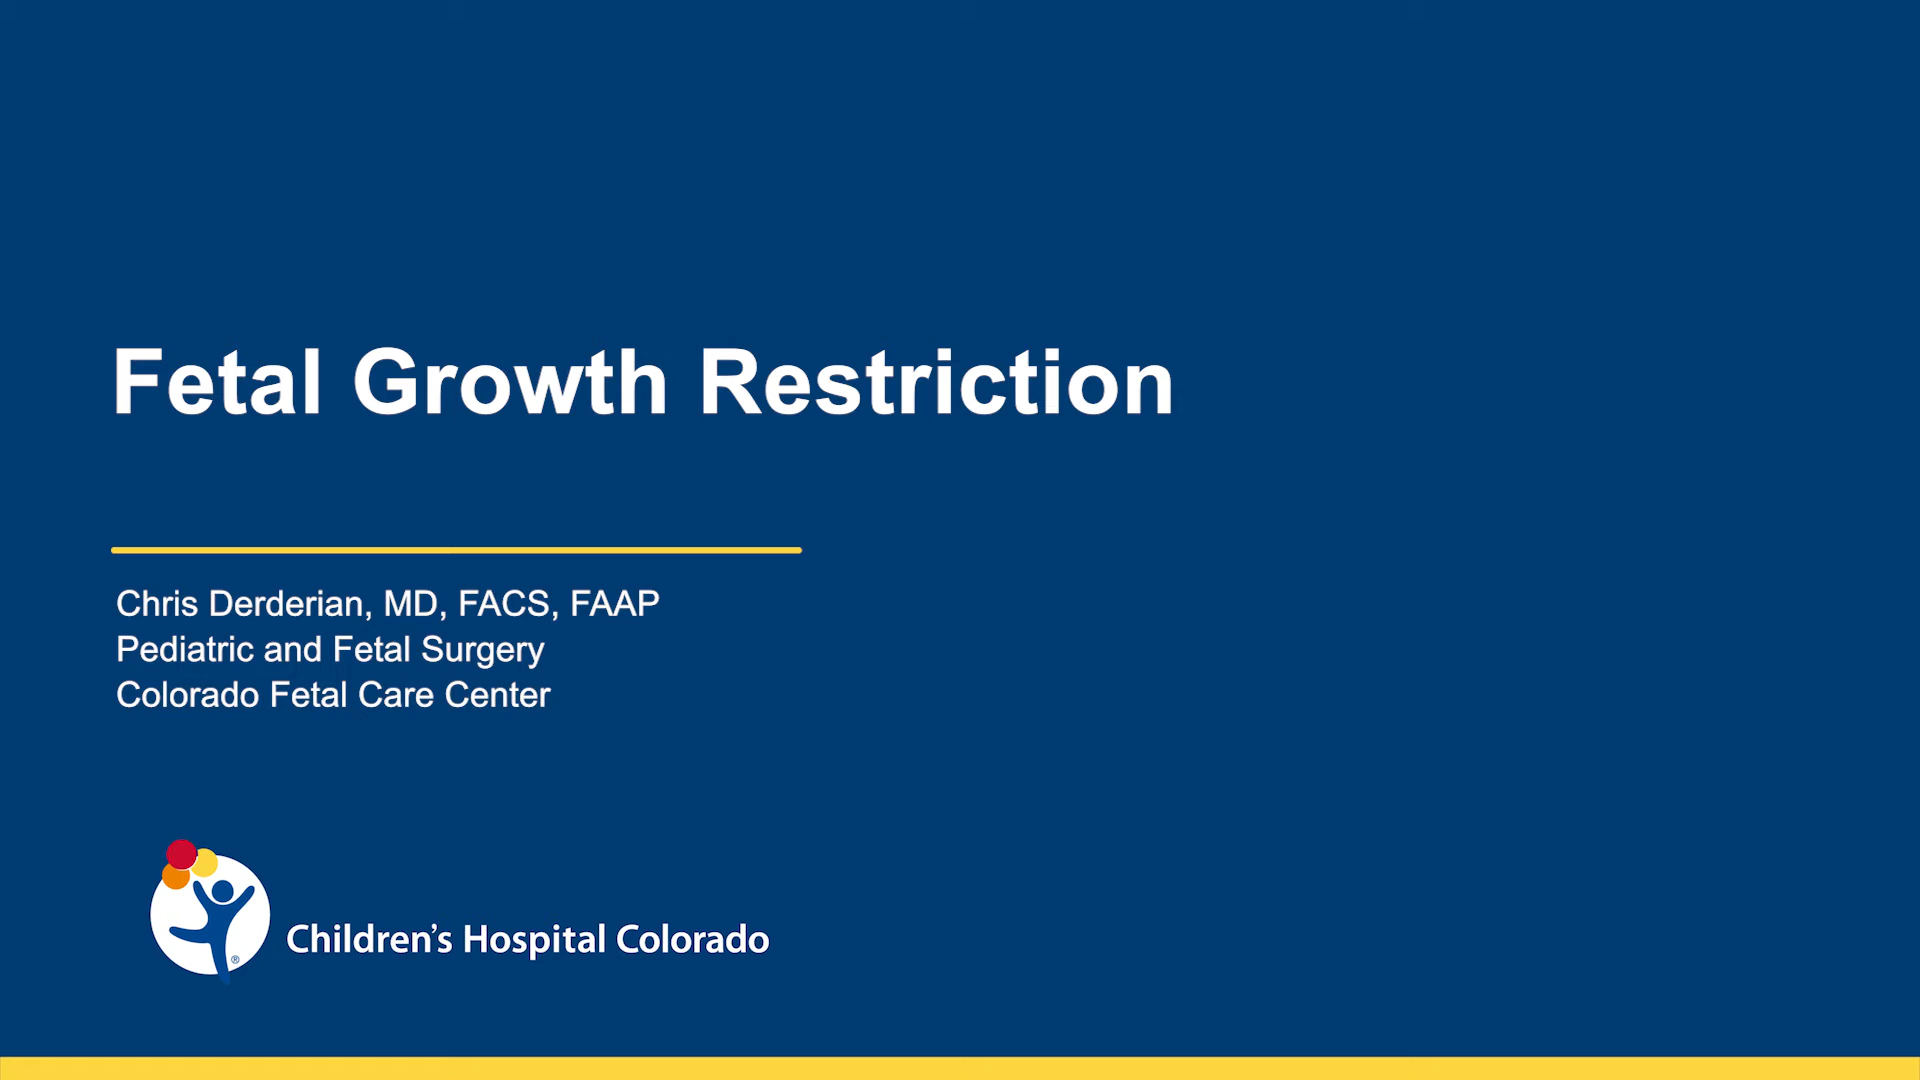 Fetal Growth Restriction
Chris Derderian, MD, FACS, FAAP
Pediatric and Fetal Surgery
Colorado Fetal Care Center
®
Children's Hospital Colorado